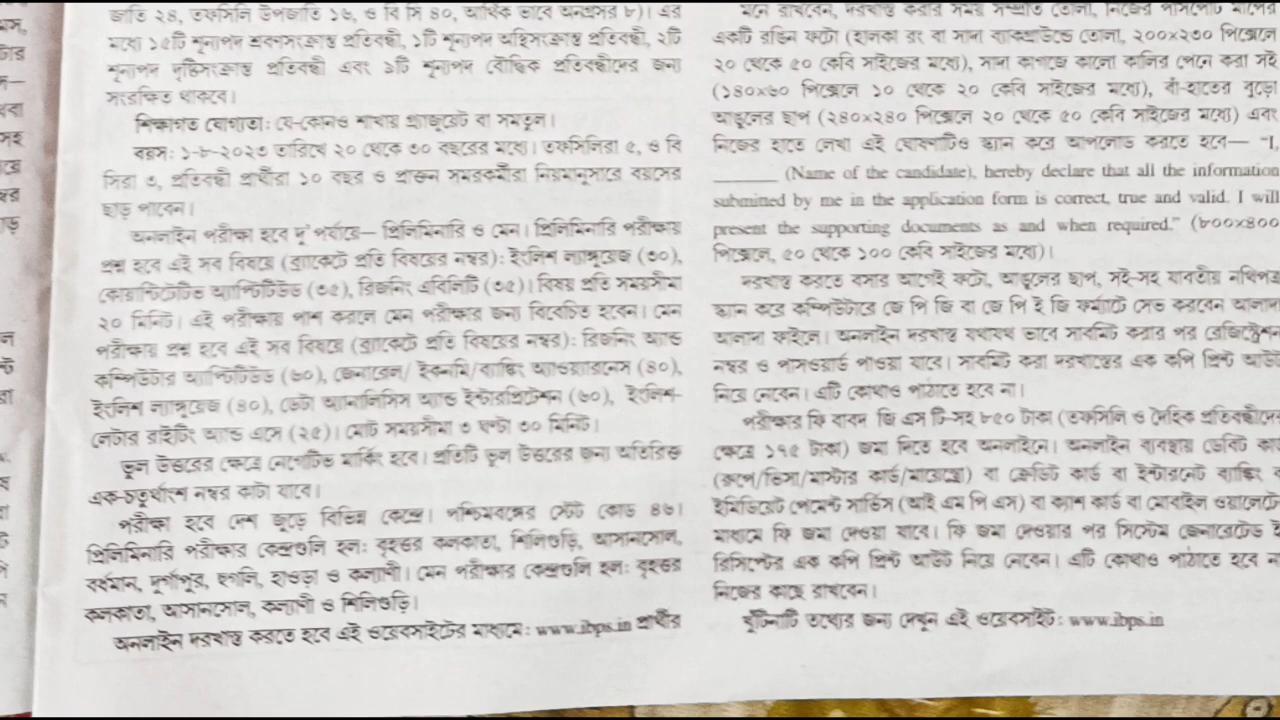 জাতি ২৪, তফসিলি উপজাতি ১৬, ও বি সি ৪০, আর্থিক ভাবে অনগ্রসর ৮)। এর
মধ্যে ১৫টি শূন্যপদ শ্রবণসংক্রান্ত প্রতিবন্ধী, ১টি শূন্যপদ অস্থিসংক্রান্ত প্রতিবন্ধী, ২টি
শূন্যপদ দৃষ্টিসংক্রান্ত প্রতিবন্ধী এবং ১টি শূন্যপদ বৌদ্ধিক প্রতিবন্ধীদের জন্য
সংরক্ষিত থাকবে।
শিক্ষাগত যোগ্যতা: যে-কোনও শাখায় গ্র্যাজুয়েট বা সমতুল।
বয়স: ১-৮-২০২৩ তারিখে ২০ থেকে ৩০ বছরের মধ্যে। তফসিলিরা ৫, ও বি
সিরা ৩, প্রতিবন্ধী প্রার্থীরা ১০ বছর ও প্রাক্তন সমরকর্মীরা নিয়মানুসারে বয়সের
ছাড় পাবেন।
অনলাইন পরীক্ষা হবে দু' পর্যায়ে— প্রিলিমিনারি ও মেন। প্রিলিমিনারি পরীক্ষায়
প্রশ্ন হবে এই সব বিষয়ে (ব্র্যাকেটে প্রতি বিষয়ের নম্বর): ইংলিশ ল্যাঙ্গুয়েজ (৩০),
কোয়ান্টিটেটিভ অ্যাপ্টিটিউড (৩৫), রিজনিং এবিলিটি (৩৫)। বিষয় প্রতি সময়সীমা
২০ মিনিট। এই পরীক্ষায় পাশ করলে মেন পরীক্ষার জন্য বিবেচিত হবেন। মেন
পরীক্ষায় প্রশ্ন হবে এই সব বিষয়ে (ব্র্যাকেটে প্রতি বিষয়ের নম্বর): রিজনিং অ্যান্ড
কম্পিউটার অ্যাপ্টিটিউড (৬০), জেনারেল/ ইকনমি/ব্যাঙ্কিং অ্যাওয়ারনেস (৪০),
ইংলিশ ল্যাঙ্গুয়েজ (৪০), ডেটা অ্যানালিসিস অ্যান্ড ইন্টারপ্রিটেশন (৬০), ইংলিশ-
লেটার রাইটিং অ্যান্ড এসে (২৫)। মোট সময়সীমা ৩ ঘণ্টা ৩০ মিনিট।
ভুল উত্তরের ক্ষেত্রে নেগেটিভ মার্কিং হবে। প্রতিটি ভুল উত্তরের জন্য অতিরিক্ত
এক-চতুর্থাংশ নম্বর কাটা যাবে।
পরীক্ষা হবে দেশ জুড়ে বিভিন্ন কেন্দ্রে। পশ্চিমবঙ্গের স্টেট কোড ৪৬।
প্রিলিমিনারি পরীক্ষার কেন্দ্রগুলি হল: বৃহত্তর কলকাতা, শিলিগুড়ি, আসানসোল,
বর্ধমান, দুর্গাপুর, হুগলি, হাওড়া ও কল্যাণী। মেন পরীক্ষার কেন্দ্রগুলি হল: বৃহত্তর
কলকাতা, আসানসোল, কল্যাণী ও শিলিগুড়ি।
অনলাইন দরখাস্ত করতে হবে এই ওয়েবসাইটের মাধ্যমে: www.ibps.in প্রার্থীর
মনে রাখবেন, দরখাস্ত করার সময় সম্প্রতি তোলা, নিজের পাসপোর্ট মাপের
একটি রঙিন ফটো (হালকা রং বা সাদা ব্যাকগ্রাউন্ডে তোলা, ২০০x২৩০ পিক্সেলে
২০ থেকে ৫০ কেবি সাইজের মধ্যে), সাদা কাগজে কালো কালির পেনে করা সই
(১৪০x৬০ পিক্সেলে ১০ থেকে ২০ কেবি সাইজের মধ্যে), বাঁ-হাতের বুড়ো
আঙুলের ছাপ (২৪০x২৪০ পিক্সেলে ২০ থেকে ৫০ কেবি সাইজের মধ্যে) এবং
নিজের হাতে লেখা এই ঘোষণাটিও স্ক্যান করে আপলোড করতে হবে— "I,
_______ (Name of the candidate), hereby declare that all the information
submitted by me in the application form is correct, true and valid. I will
present the supporting documents as and when required." (৮০০x৪০০
পিক্সেলে, ৫০ থেকে ১০০ কেবি সাইজের মধ্যে)।
দরখাস্ত করতে বসার আগেই ফটো, আঙুলের ছাপ, সই-সহ যাবতীয় নথিপত্র
স্ক্যান করে কম্পিউটারে জে পি জি বা জে পি ই জি ফর্ম্যাটে সেভ করবেন আলাদা
আলাদা ফাইলে। অনলাইন দরখাস্ত যথাযথ ভাবে সাবমিট করার পর রেজিস্ট্রেশন
নম্বর ও পাসওয়ার্ড পাওয়া যাবে। সাবমিট করা দরখাস্তের এক কপি প্রিন্ট আউট
নিয়ে নেবেন। এটি কোথাও পাঠাতে হবে না।
পরীক্ষার ফি বাবদ জি এস টি-সহ ৮৫০ টাকা (তফসিলি ও দৈহিক প্রতিবন্ধীদের
ক্ষেত্রে ১৭৫ টাকা) জমা দিতে হবে অনলাইনে। অনলাইন ব্যবস্থায় ডেবিট কার্ড
(রূপে/ভিসা/মাস্টার কার্ড/মায়েস্ত্রো) বা ক্রেডিট কার্ড বা ইন্টারনেট ব্যাঙ্কিং
ইমিডিয়েট পেমেন্ট সার্ভিস (আই এম পি এস) বা ক্যাশ কার্ড বা মোবাইল ওয়ালেটে
মাধ্যমে ফি জমা দেওয়া যাবে। ফি জমা দেওয়ার পর সিস্টেম জেনারেটেড ই
রিসিপ্টের এক কপি প্রিন্ট আউট নিয়ে নেবেন। এটি কোথাও পাঠাতে হবে না
নিজের কাছে রাখবেন।
খুঁটিনাটি তথ্যের জন্য দেখুন এই ওয়েবসাইট: www.ibps.in